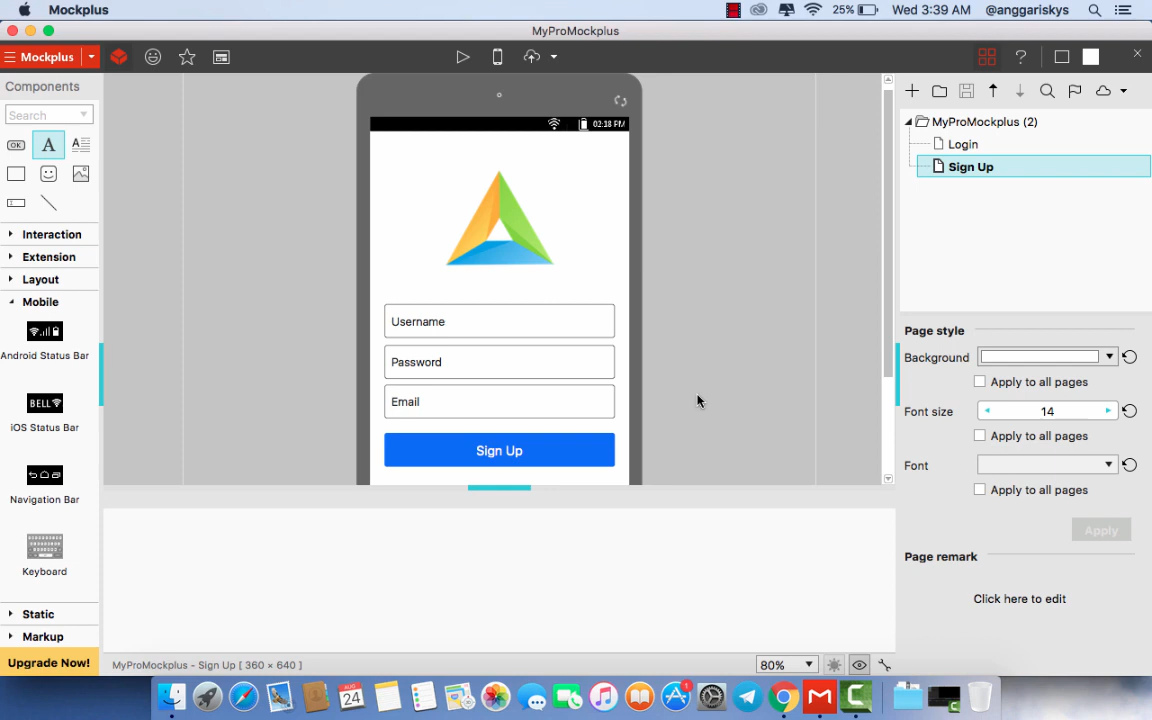 Mockplus
25%
Wed 3:39 AM
@anggariskys
MyProMockplus
Mockplus
Components
Search
OK
A
A
Interaction
Extension
Layout
Mobile
Android Status Bar
BELL
iOS Status Bar
Navigation Bar
Keyboard
Static
Markup
Upgrade Now!
02:18 PM
Username
Password
Email
Sign Up
MyProMockplus - Sign Up [ 360 × 640 ]
80%
?
MyProMockplus (2)
Login
Sign Up
Page style
Background
Apply to all pages
Font size
14
Apply to all pages
Font
Apply to all pages
Apply
Page remark
Click here to edit
AUG
24
1